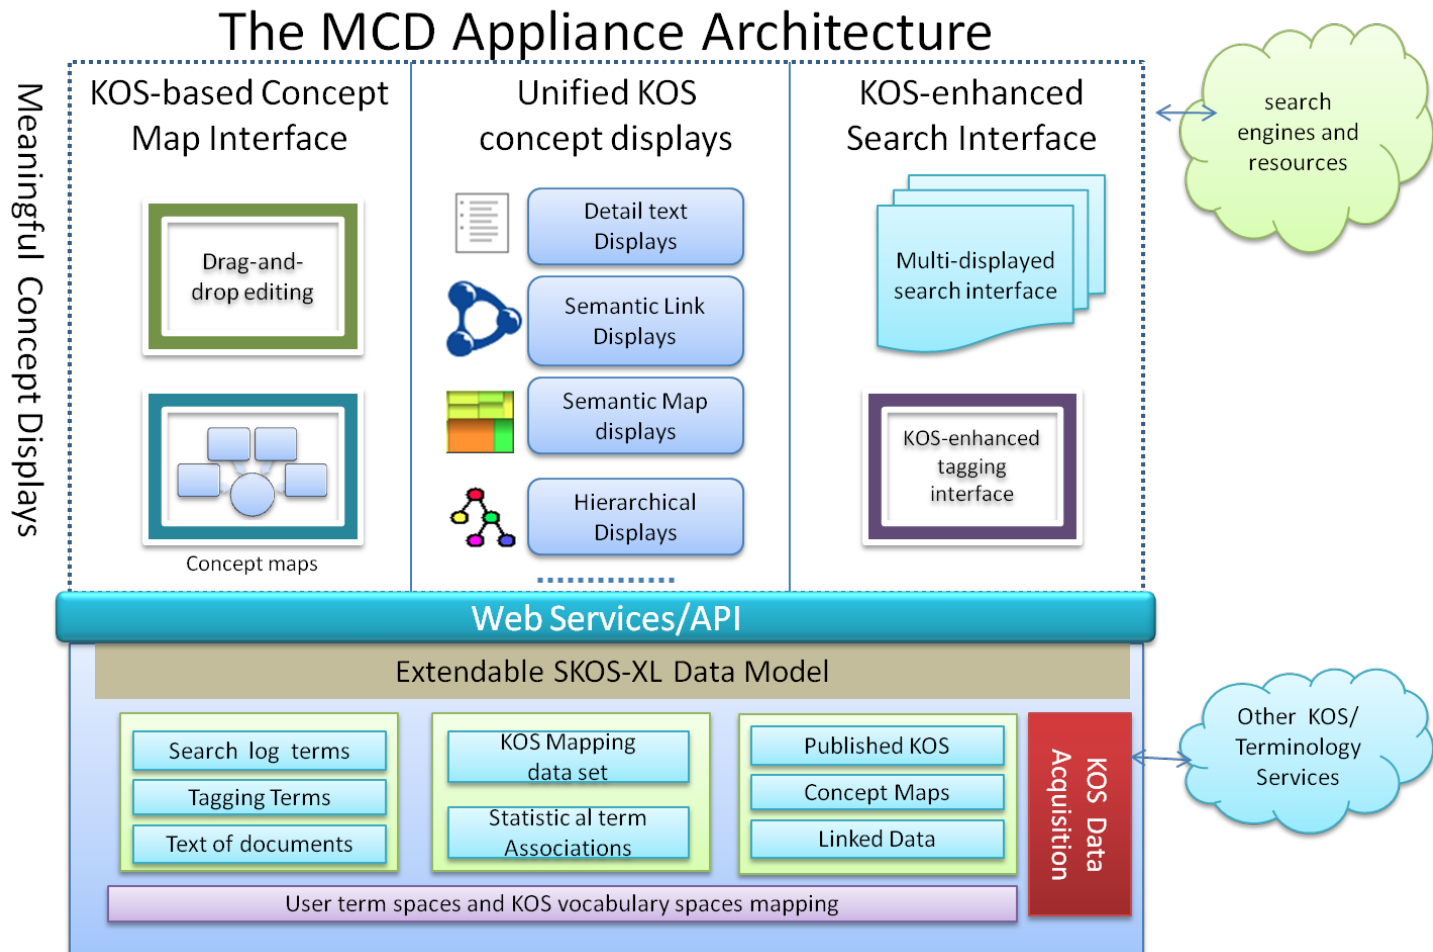 The MCD Appliance Architecture
Meaningful Concept Displays
KOS-based Concept
Map Interface
Drag-and-
drop editing
Concept maps
Unified KOS
concept displays
Detail text
Displays
Semantic Link
Displays
Semantic Map
displays
Hierarchical
Displays
KOS-enhanced
Search Interface
Multi-displayed
search interface
KOS-enhanced
tagging
interface
search
engines and
resources
Web Services/API
Extendable SKOS-XL Data Model
Search log terms
Tagging Terms
Text of documents
KOS Mapping
data set
Statistic al term
Associations
Published KOS
Concept Maps
Linked Data
KOS Data
Acquisition
Other KOS/
Terminology
Services
User term spaces and KOS vocabulary spaces mapping